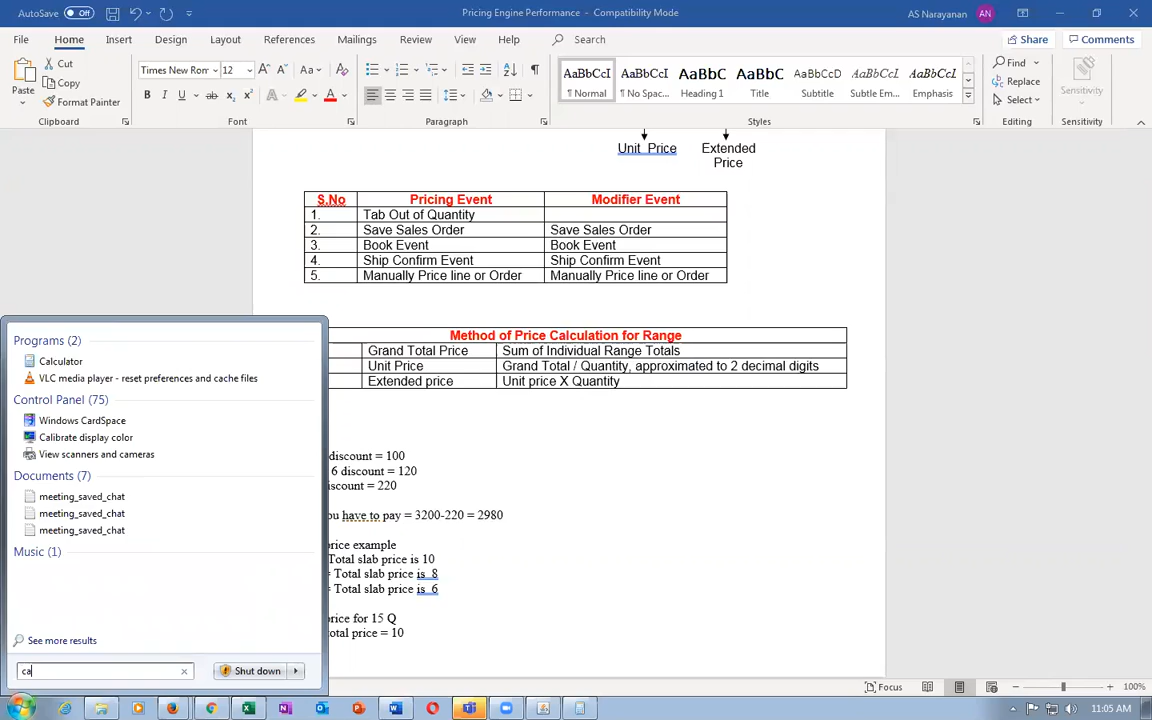 AutoSave Off Pricing Engine Performance - Compatibility Mode AS Narayanan AN
File Home Insert Design Layout References Mailings Review View Help Search Share Comments
Paste Cut Copy Format Painter
Times New Rom 12 Aa A
B I U ab x2 x2 A A
AaBbCcI AaBbCcI AaBbC AaBbC AaBbCcD AaBbCcI AaBbCcI
¶ Normal ¶ No Spac... Heading 1 Title Subtitle Subtle Em... Emphasis
Find Replace Select Sensitivity
Clipboard Font Paragraph Styles Editing Sensitivity
Unit Price Extended
Price
S.No Pricing Event Modifier Event
1. Tab Out of Quantity
2. Save Sales Order Save Sales Order
3. Book Event Book Event
4. Ship Confirm Event Ship Confirm Event
5. Manually Price line or Order Manually Price line or Order
Method of Price Calculation for Range
Grand Total Price Sum of Individual Range Totals
Unit Price Grand Total / Quantity, approximated to 2 decimal digits
Extended price Unit price X Quantity
discount = 100
6 discount = 120
discount = 220
you have to pay = 3200-220 = 2980
price example
Total slab price is 10
= Total slab price is 8
= Total slab price is 6
price for 15 Q
total price = 10
Programs (2)
Calculator
VLC media player - reset preferences and cache files
Control Panel (75)
Windows CardSpace
Calibrate display color
View scanners and cameras
Documents (7)
meeting_saved_chat
meeting_saved_chat
meeting_saved_chat
Music (1)
See more results
ca
Shut down
Focus 100%
11:05 AM